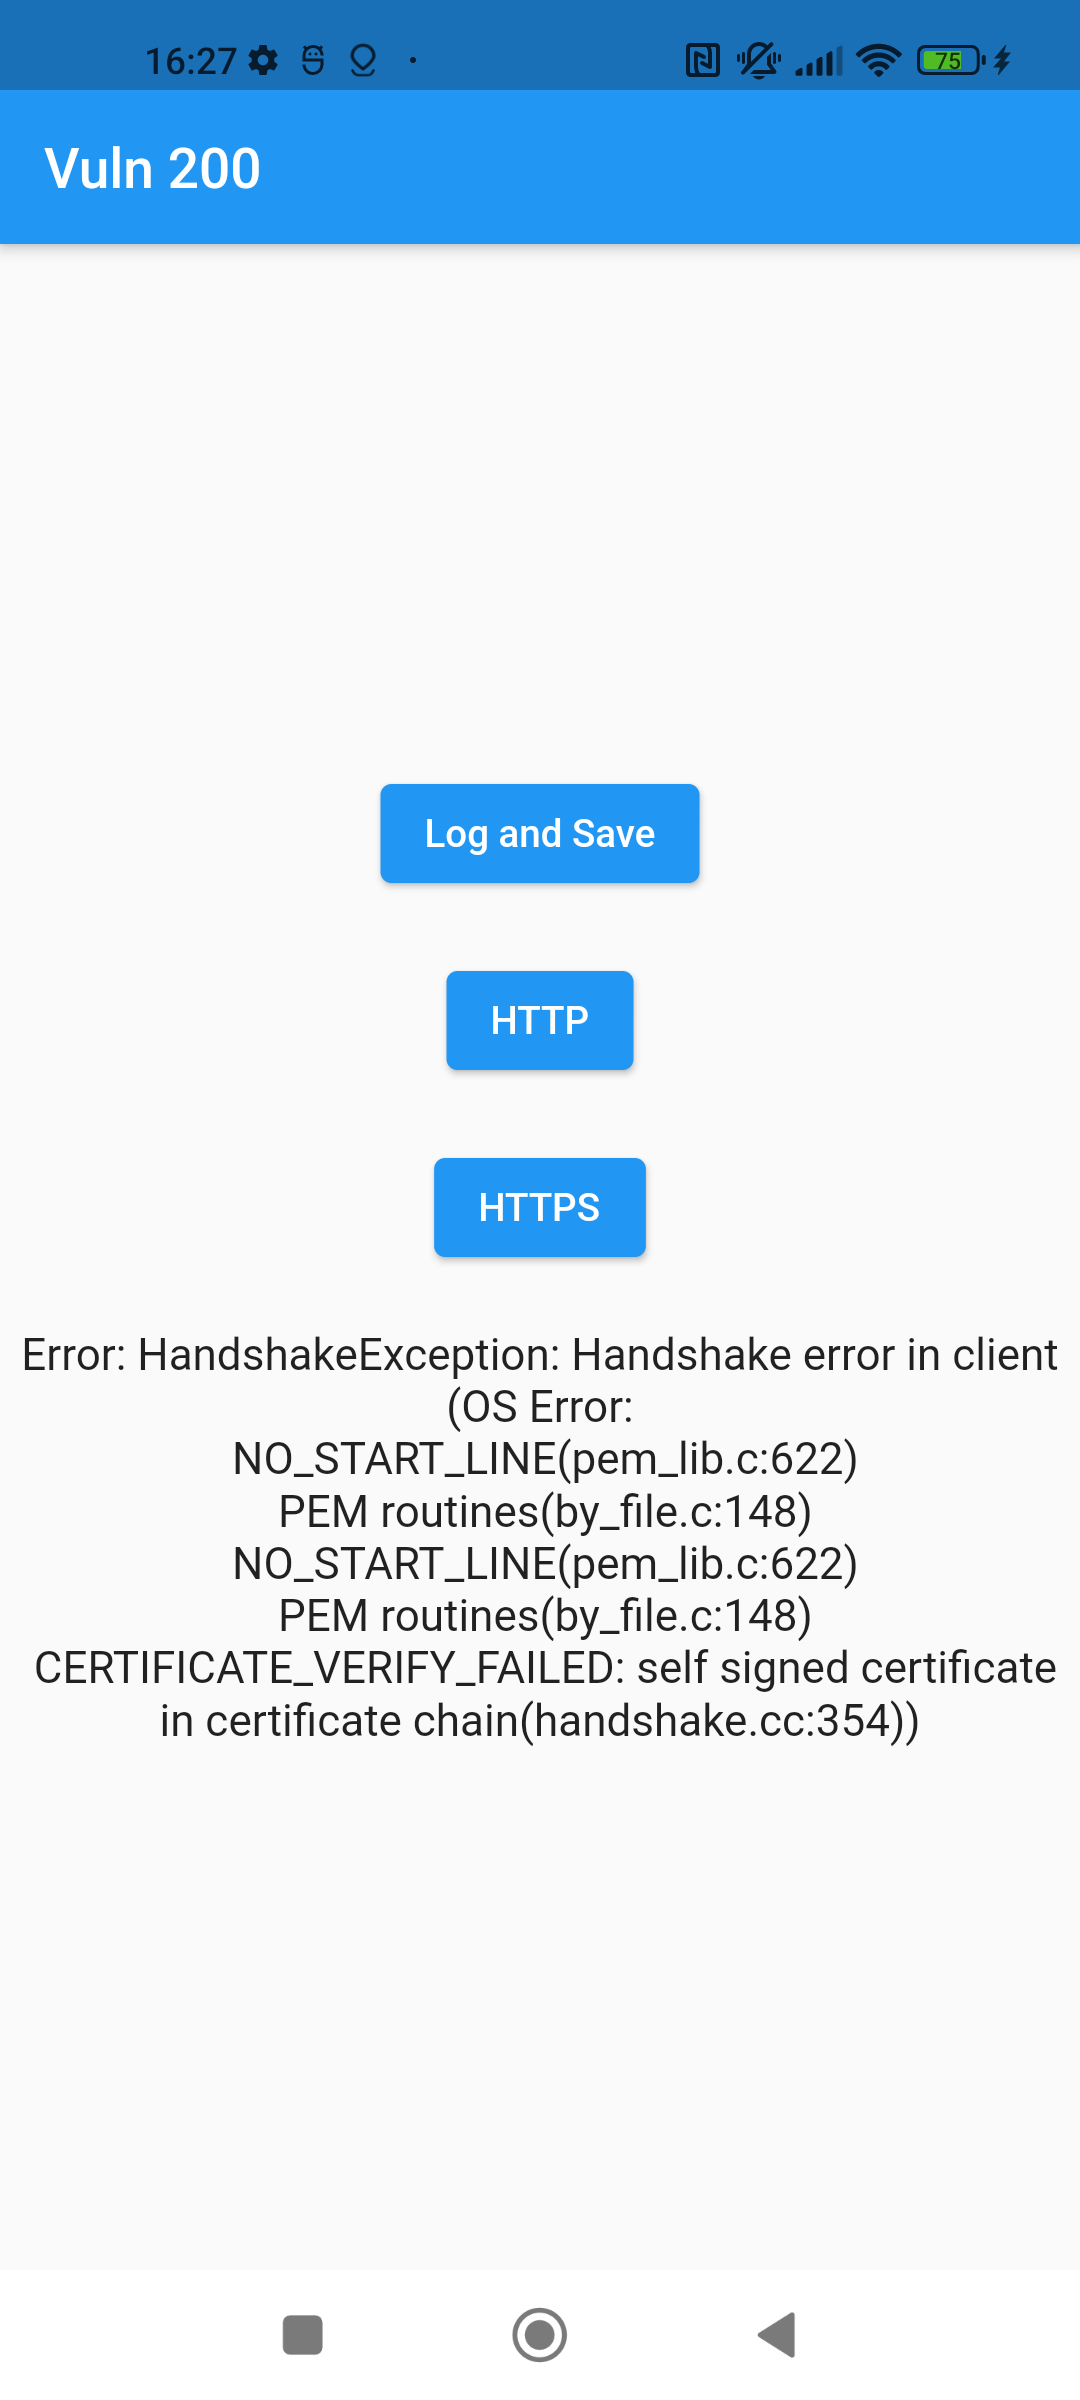 16:27
75
Vuln 200
Log and Save
HTTP
HTTPS
Error: HandshakeException: Handshake error in client
(OS Error:
NO_START_LINE(pem_lib.c:622)
PEM routines(by_file.c:148)
NO_START_LINE(pem_lib.c:622)
PEM routines(by_file.c:148)
CERTIFICATE_VERIFY_FAILED: self signed certificate
in certificate chain(handshake.cc:354))